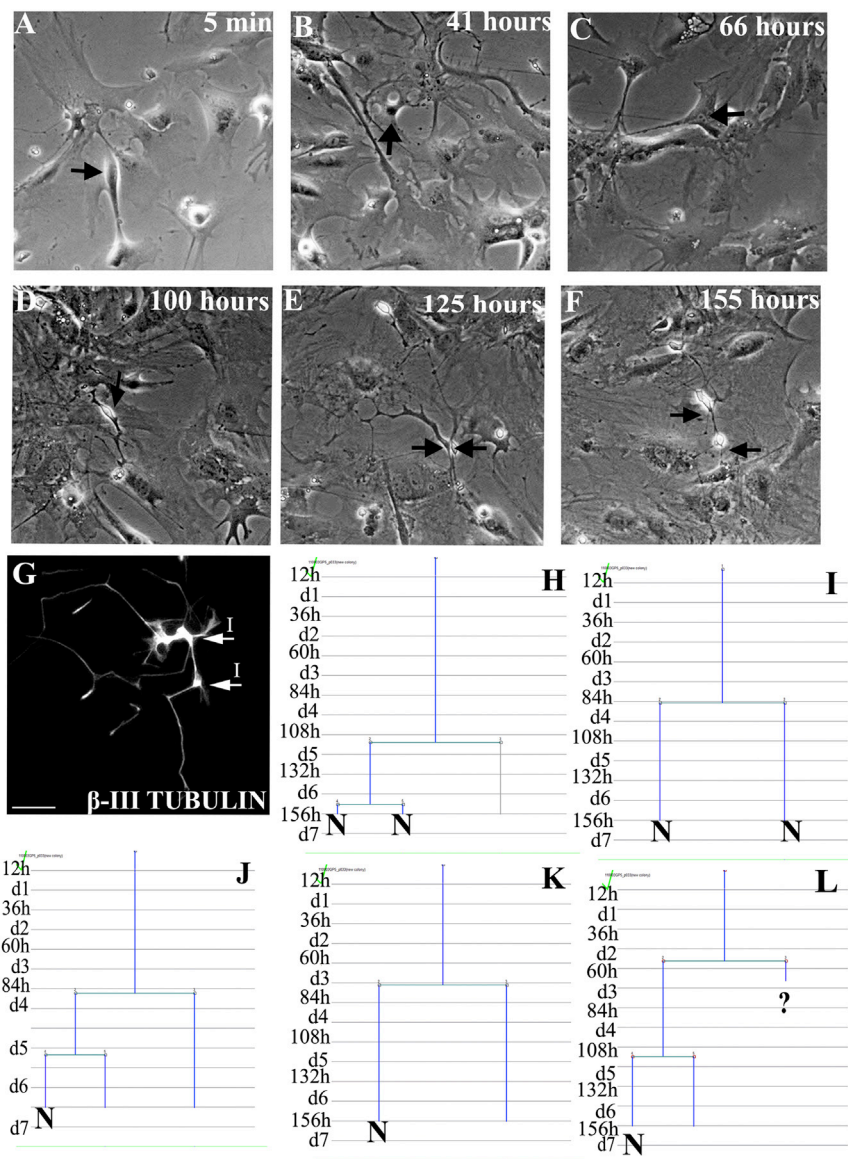 A 5 min
B 41 hours
C 66 hours
D 100 hours
E 125 hours
F 155 hours
G
I
I
β-III TUBULIN
H
12h
d1
36h
d2
60h
d3
84h
d4
108h
d5
132h
d6
156h
d7
N N
I
12h
d1
36h
d2
60h
d3
84h
d4
108h
d5
132h
d6
156h
d7
N N
J
12h
d1
36h
d2
60h
d3
84h
d4
d5
d6
d7
N
K
12h
d1
36h
d2
60h
d3
84h
d4
108h
d5
132h
d6
156h
d7
N
L
12h
d1
36h
d2
60h
d3
84h
d4
108h
d5
132h
d6
156h
d7
?
N